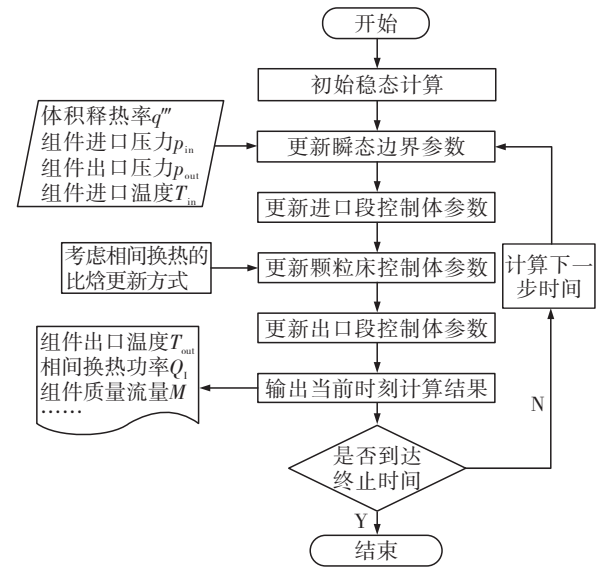 开始
初始稳态计算
体积释热率q‴
组件进口压力p_in
组件出口压力p_out
组件进口温度T_in
更新瞬态边界参数
更新进口段控制体参数
考虑相间换热的
比焓更新方式
更新颗粒床控制体参数
计算下一
步时间
更新出口段控制体参数
组件出口温度T_out
相间换热功率Q_1
组件质量流量M
……
输出当前时刻计算结果
N
是否到达
终止时间
Y
结束